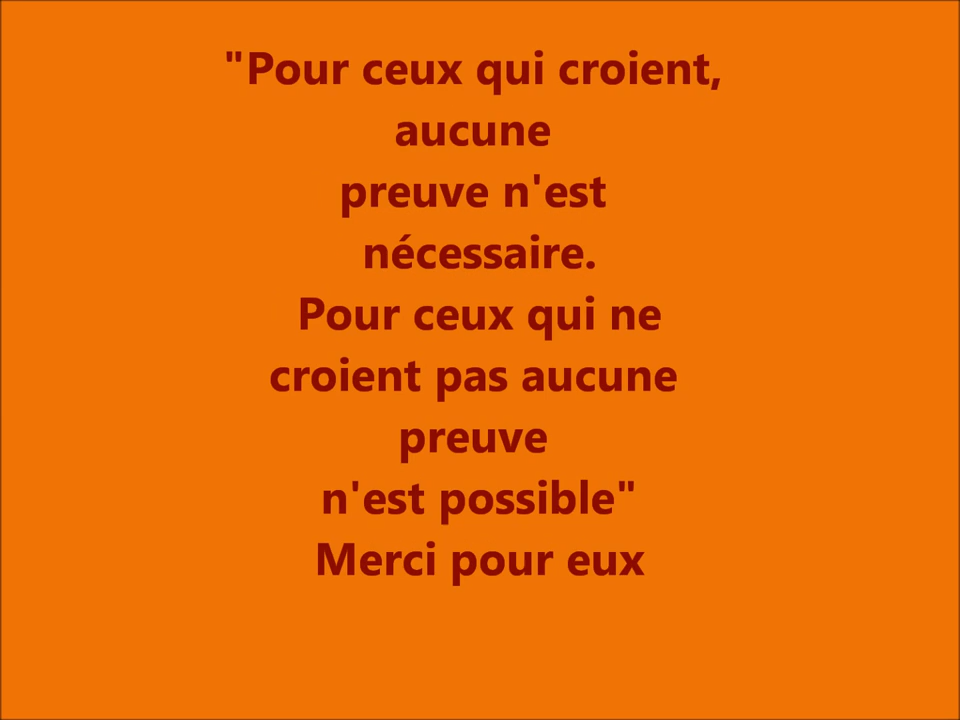 "Pour ceux qui croient,
aucune
preuve n'est
nécessaire.
Pour ceux qui ne
croient pas aucune
preuve
n'est possible"
Merci pour eux